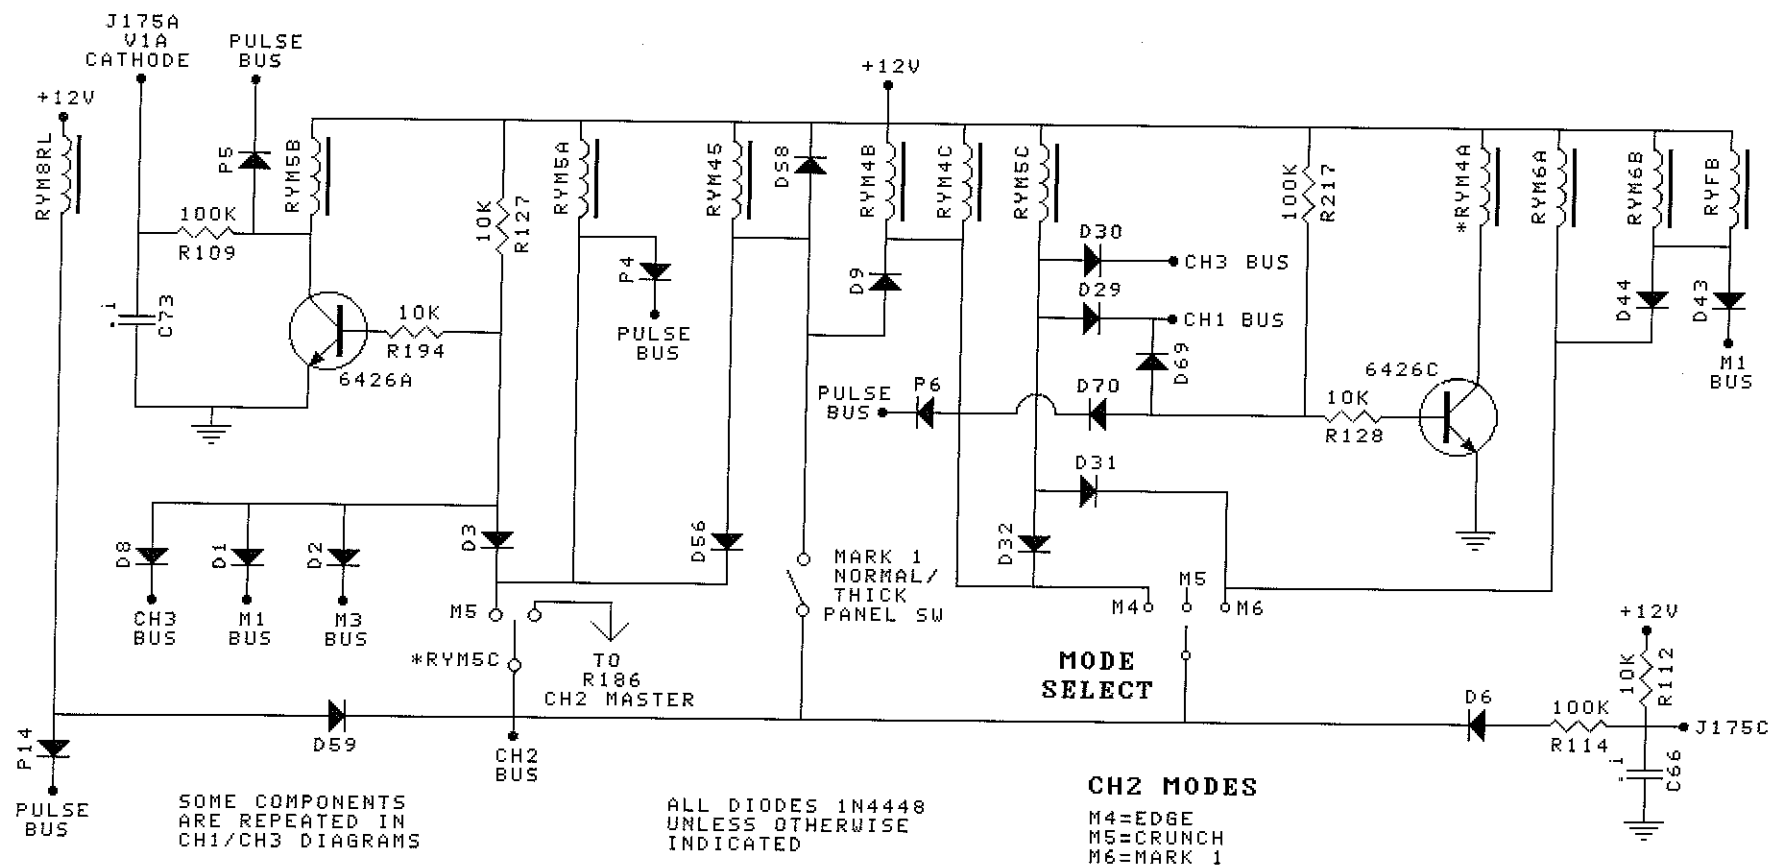 J175A
V1A
CATHODE
PULSE
BUS
+12V
+12V
RYM8RL
P5
RYM5B
10K
R127
RYM5A
RYM45
D58
RYM4B
RYM4C
RYM5C
100K
R217
*RYM4A
RYM6A
RYM6B
RYFB
100K
R109
P4
PULSE
BUS
D9
D30
CH3 BUS
D29
CH1 BUS
D69
D44
D43
M1
BUS
.1
C73
10K
R194
6426A
PULSE
BUS
P6
D70
10K
R128
6426C
D31
D8
D1
D2
D3
D56
D32
CH3
BUS
M1
BUS
M3
BUS
M5
*RYM5C
TO
R186
CH2 MASTER
MARK 1
NORMAL/
THICK
PANEL SW
M4
M5
M6
MODE
SELECT
+12V
10K
R112
D6
100K
R114
J175C
.1
C66
P14
PULSE
BUS
D59
CH2
BUS
SOME COMPONENTS
ARE REPEATED IN
CH1/CH3 DIAGRAMS
ALL DIODES 1N4448
UNLESS OTHERWISE
INDICATED
CH2 MODES
M4=EDGE
M5=CRUNCH
M6=MARK 1